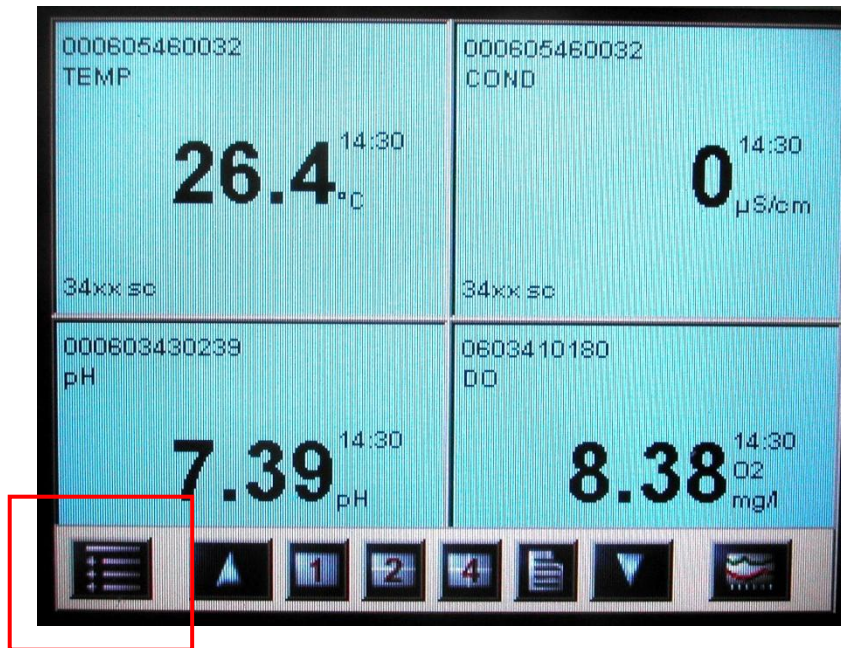 000605460032
TEMP
14:30
26.4
°C
34xx sc
000605460032
COND
14:30
0
µS/cm
34xx sc
000603430239
pH
14:30
7.39
pH
0603410180
DO
14:30
8.38
O2
mg/l
1
2
4